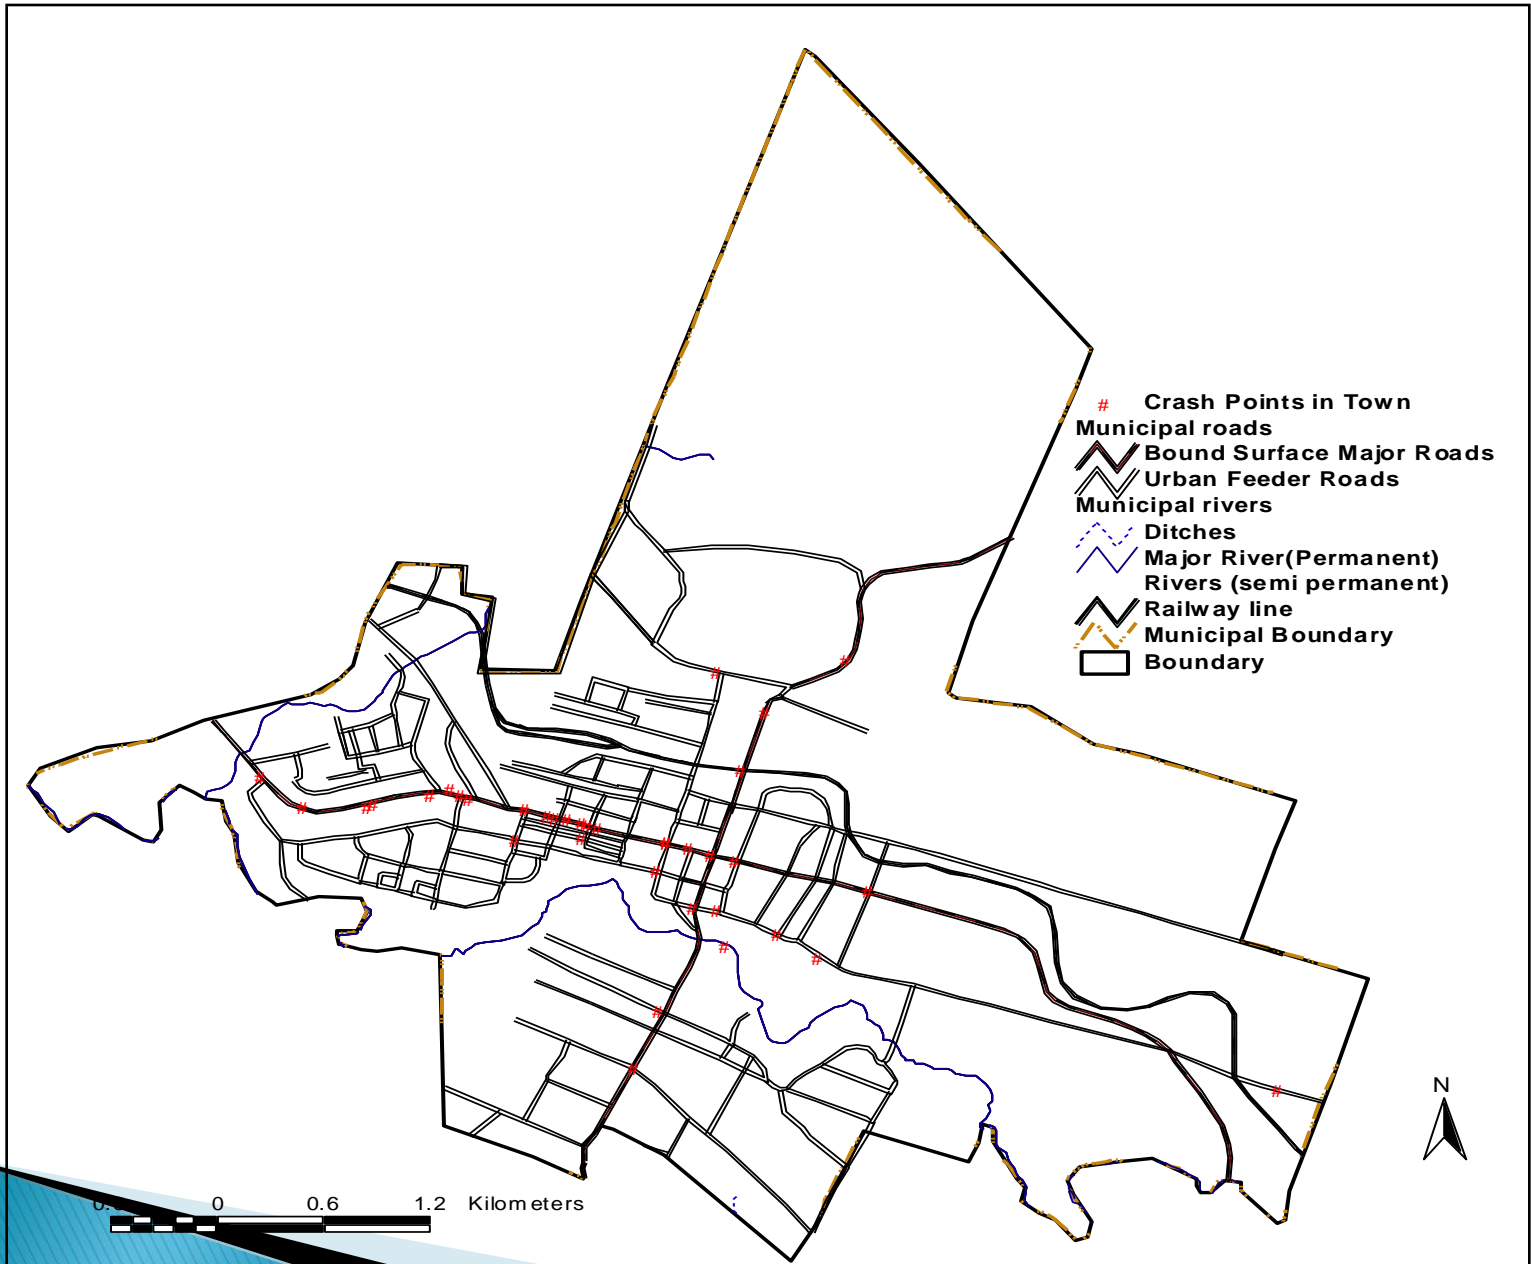 # Crash Points in Town
Municipal roads
Bound Surface Major Roads
Urban Feeder Roads
Municipal rivers
Ditches
Major River(Permanent)
Rivers (semi permanent)
Railway line
Municipal Boundary
Boundary
N
0 0.6 1.2 Kilometers